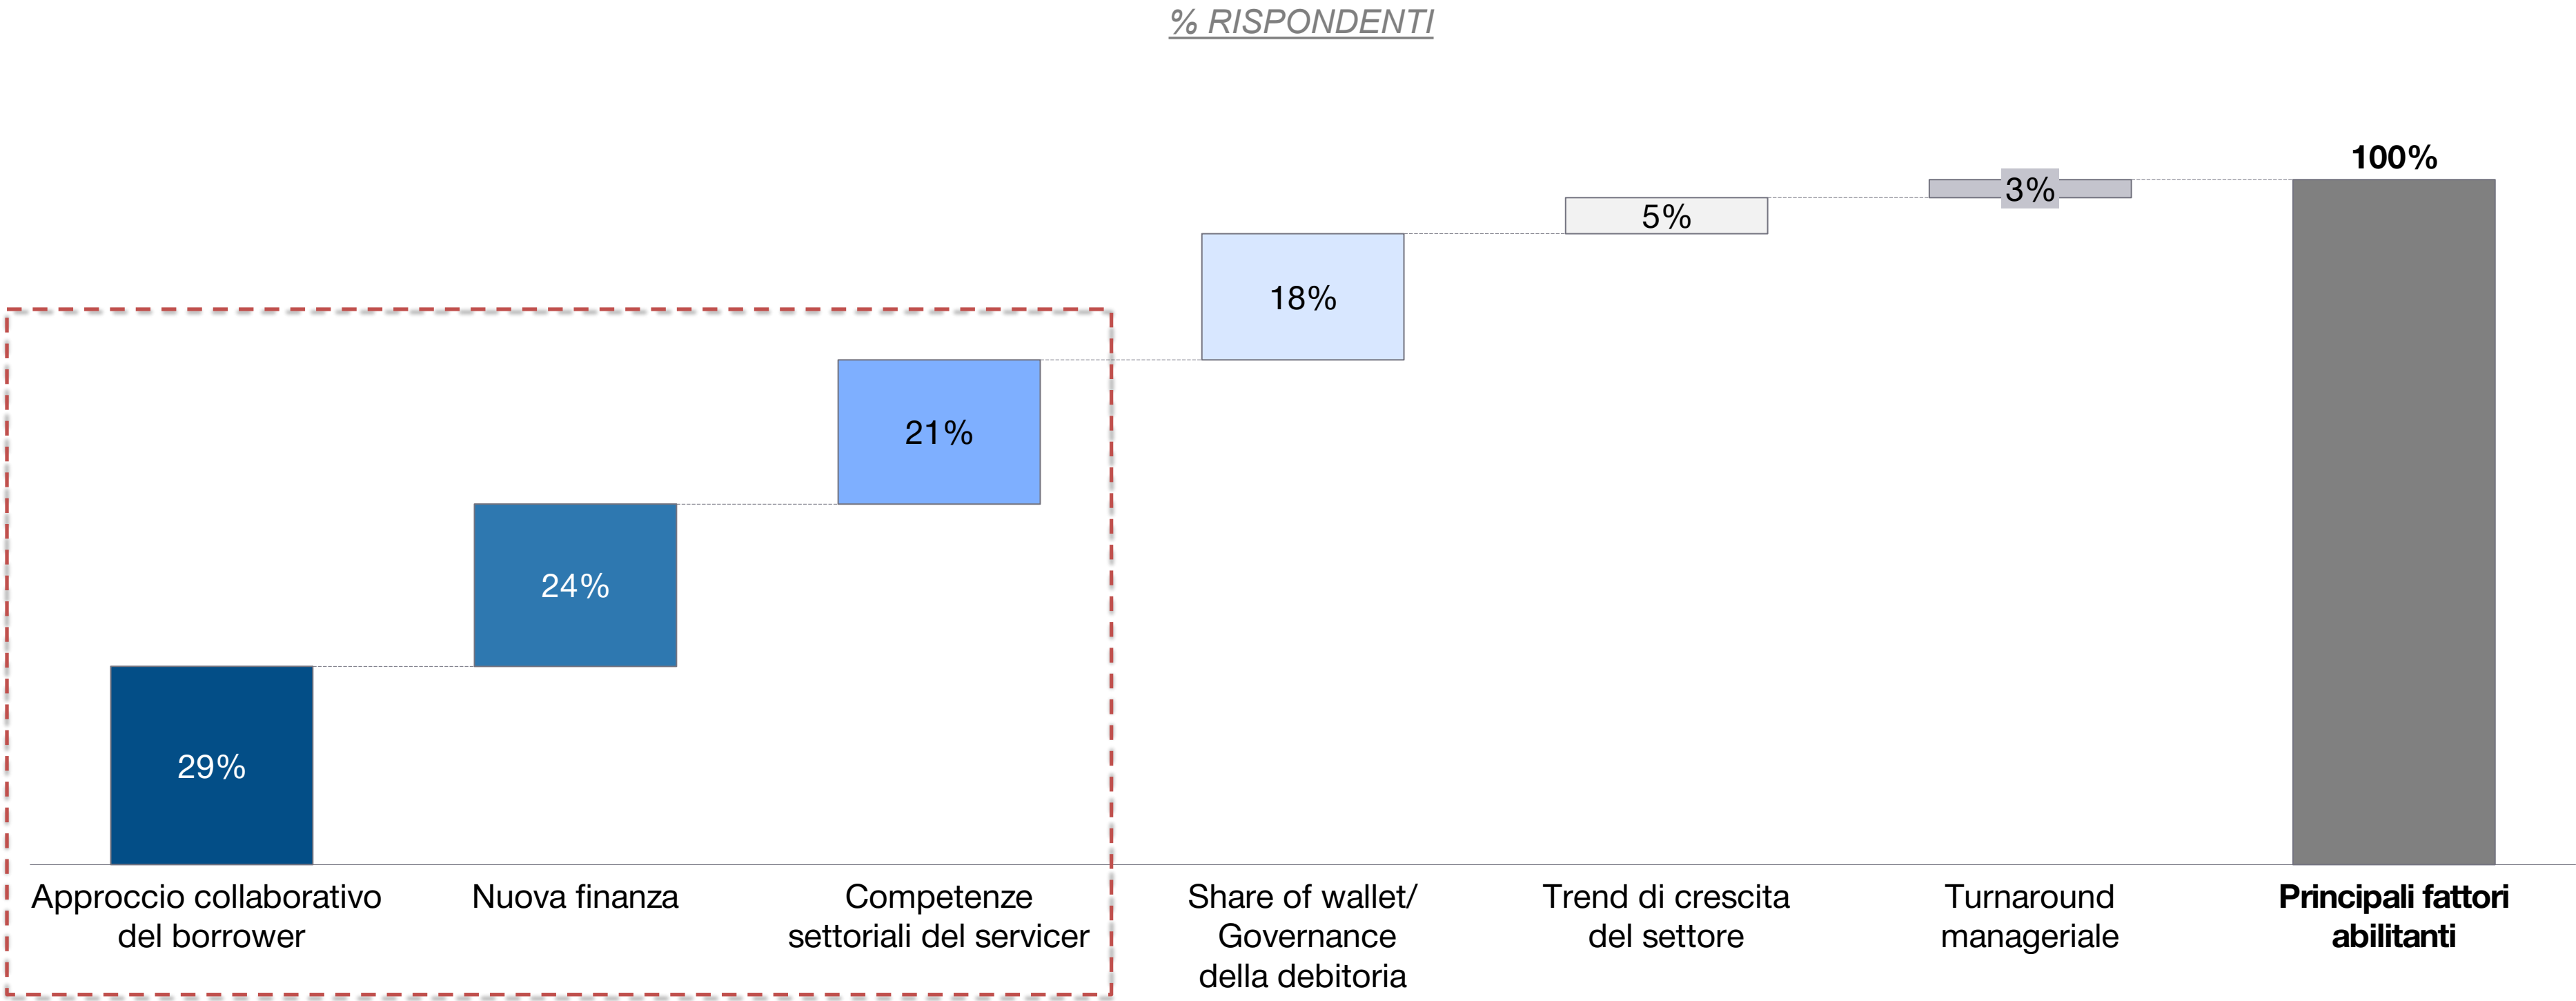 % RISPONDENTI
100%
3%
5%
18%
21%
24%
29%
Approccio collaborativo
del borrower
Nuova finanza
Competenze
settoriali del servicer
Share of wallet/
Governance
della debitoria
Trend di crescita
del settore
Turnaround
manageriale
Principali fattori
abilitanti